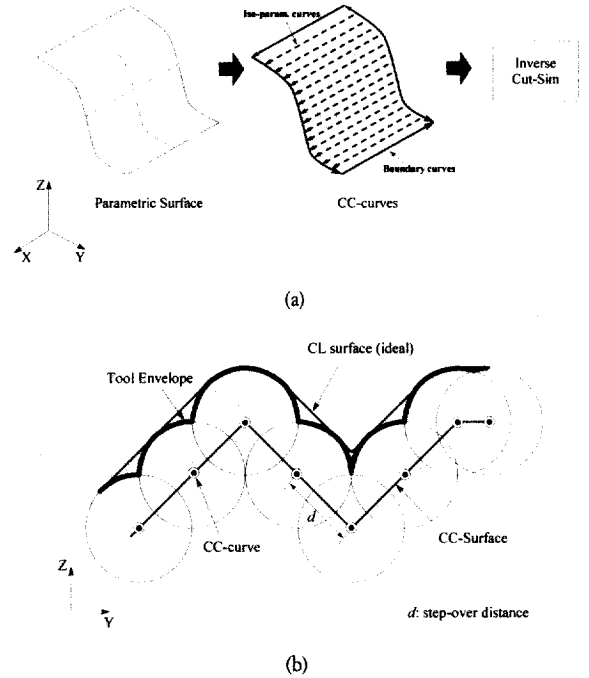 Iso-param. curves
Inverse
Cut-Sim
Boundary curves
Z
X
Y
Parametric Surface
CC-curves
(a)
CL surface (ideal)
Tool Envelope
d
CC-curve
CC-Surface
Z
Y
d: step-over distance
(b)